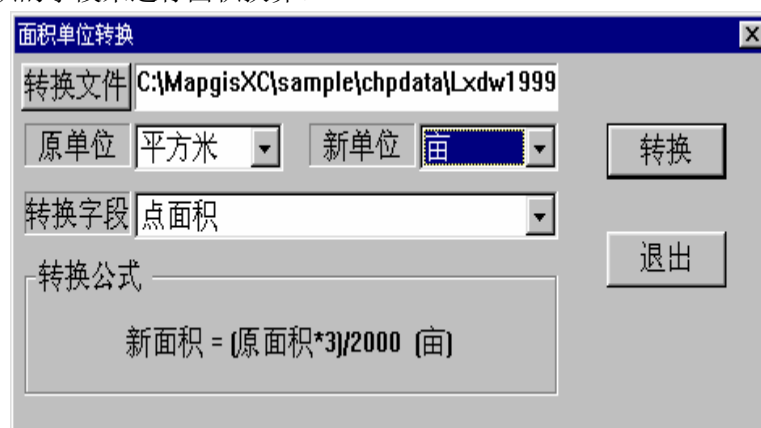 面积单位转换
转换文件 C:\MapgisXC\sample\chpdata\Lxdw1999
原单位 平方米 新单位 亩 转换
转换字段 点面积
退出
转换公式
新面积 = (原面积*3)/2000 (亩)